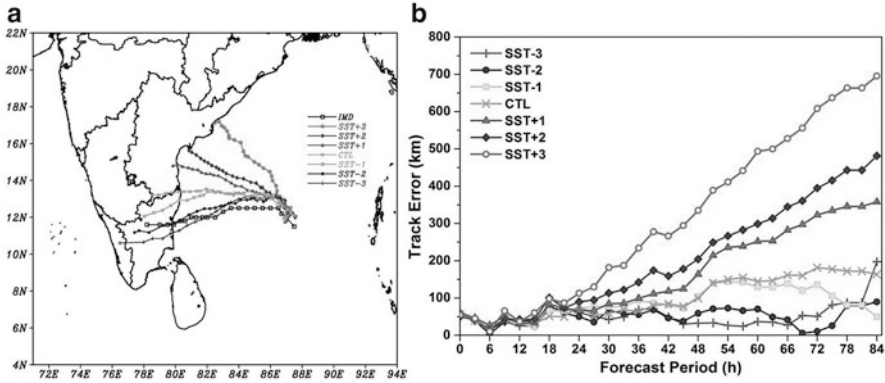 a
22N
20N
18N
16N
14N
12N
10N
8N
6N
4N
72E 74E 76E 78E 80E 82E 84E 86E 88E 90E 92E 94E
IMD
SST+3
SST+2
SST+1
CTL
SST-1
SST-2
SST-3
b
Track Error (km)
800
700
600
500
400
300
200
100
0
SST-3
SST-2
SST-1
CTL
SST+1
SST+2
SST+3
0 6 12 18 24 30 36 42 48 54 60 66 72 78 84
Forecast Period (h)